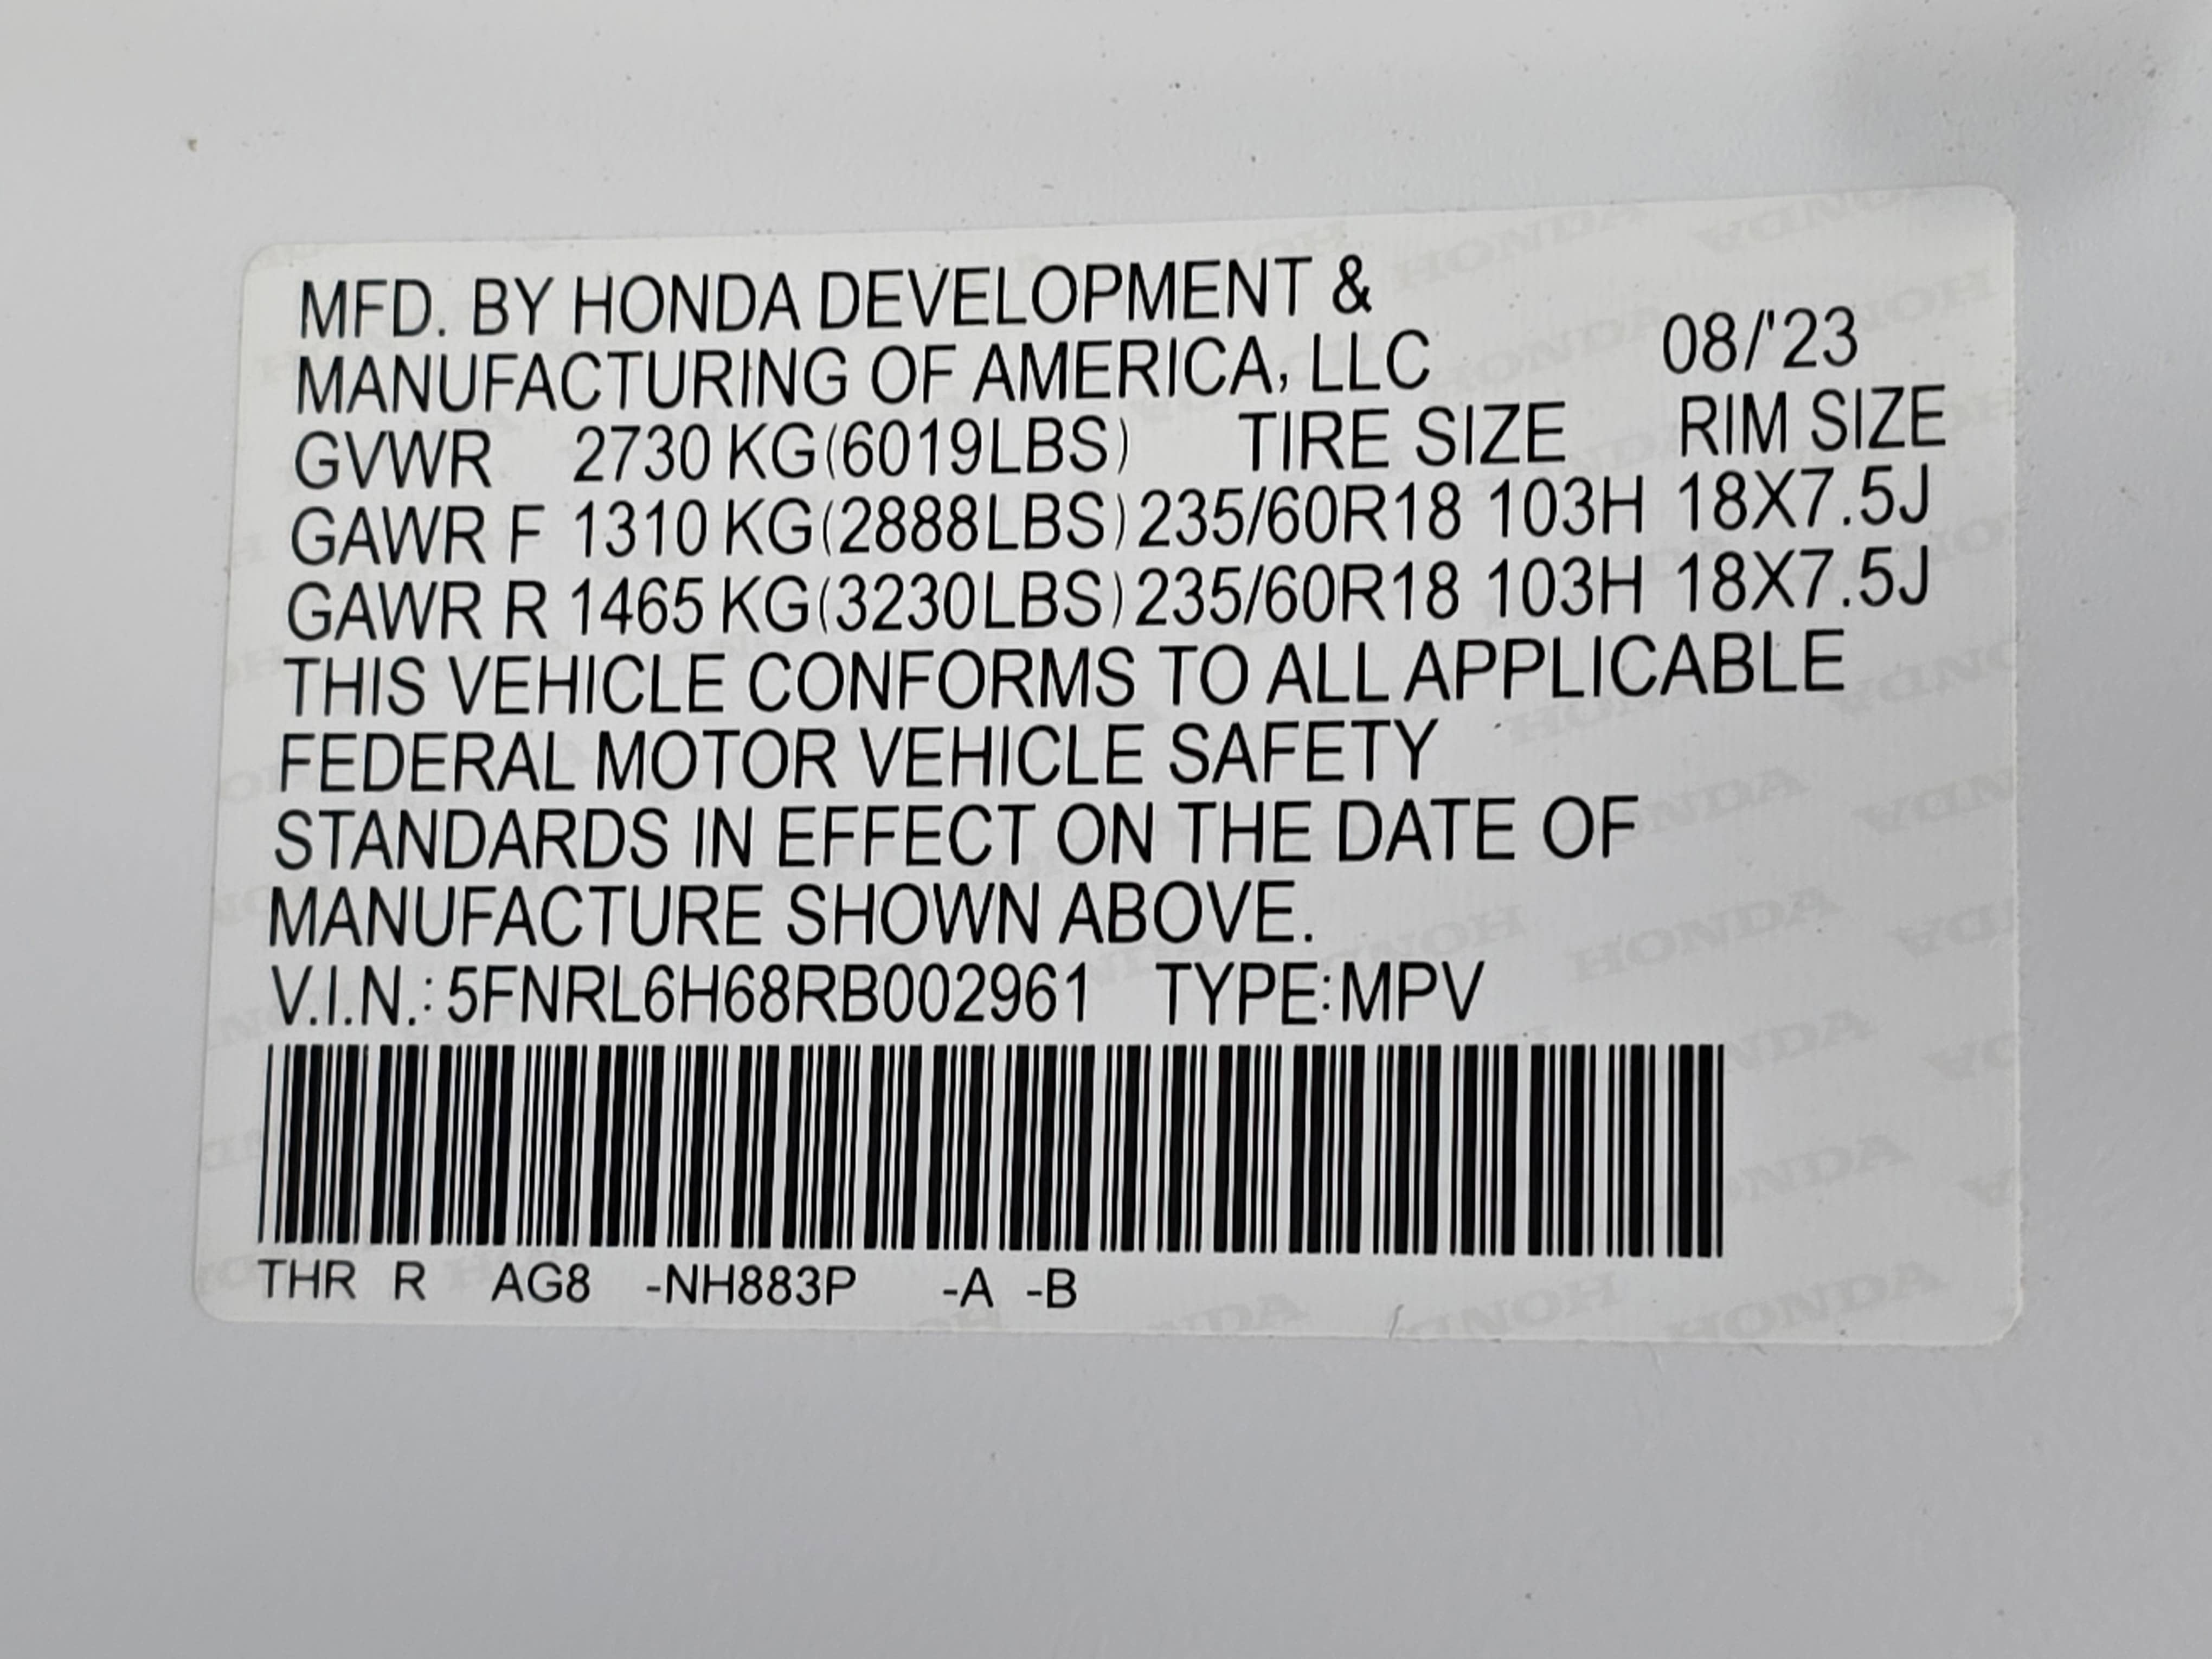 MFD. BY HONDA DEVELOPMENT &
MANUFACTURING OF AMERICA, LLC 08/'23
GVWR 2730 KG(6019LBS) TIRE SIZE RIM SIZE
GAWR F 1310 KG(2888LBS) 235/60R18 103H 18X7.5J
GAWR R 1465 KG(3230LBS) 235/60R18 103H 18X7.5J
THIS VEHICLE CONFORMS TO ALL APPLICABLE
FEDERAL MOTOR VEHICLE SAFETY
STANDARDS IN EFFECT ON THE DATE OF
MANUFACTURE SHOWN ABOVE.
V.I.N.: 5FNRL6H68RB002961 TYPE:MPV
THR R AG8 -NH883P -A -B